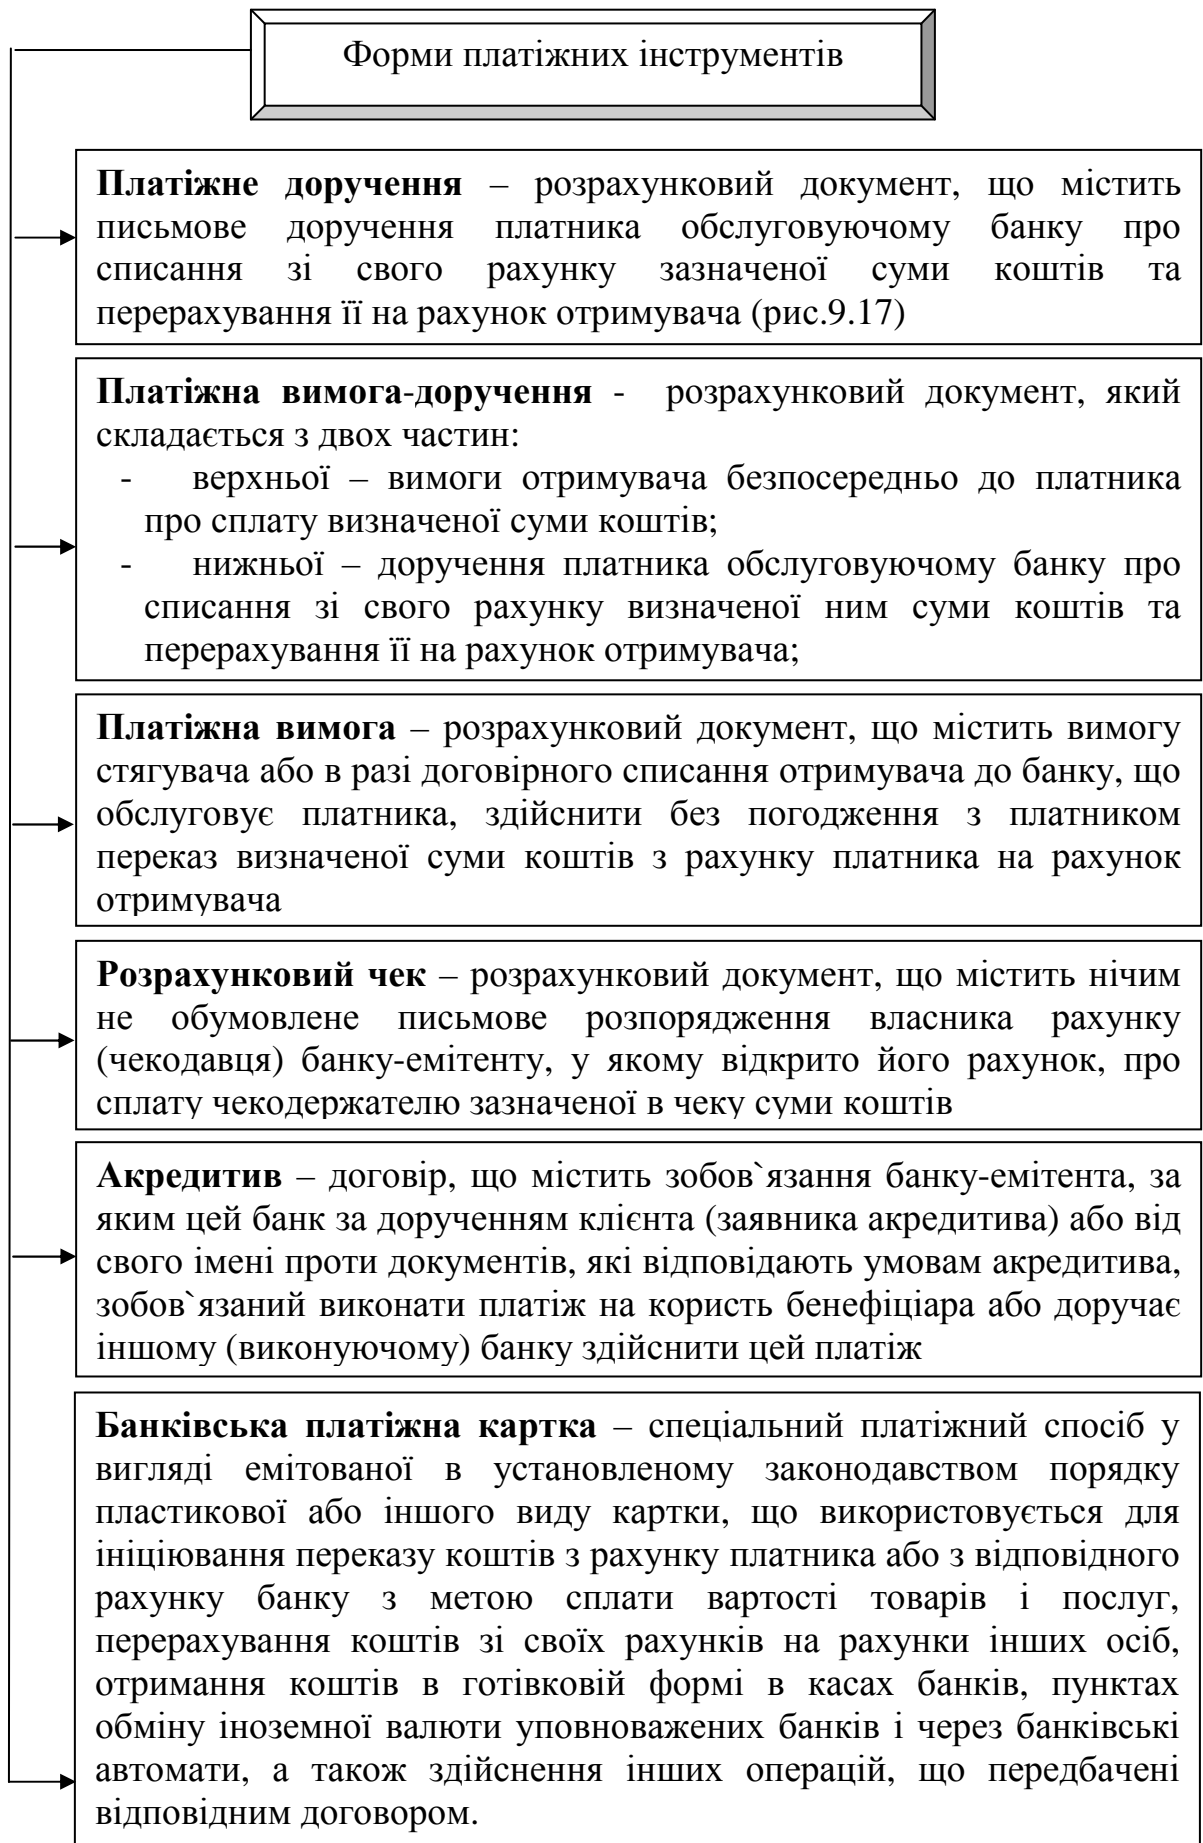 Форми платіжних інструментів
Платіжне доручення – розрахунковий документ, що містить
письмове доручення платника обслуговуючому банку про
списання зі свого рахунку зазначеної суми коштів та
перерахування її на рахунок отримувача (рис.9.17)
Платіжна вимога-доручення - розрахунковий документ, який
складається з двох частин:
- верхньої – вимоги отримувача безпосередньо до платника
про сплату визначеної суми коштів;
- нижньої – доручення платника обслуговуючому банку про
списання зі свого рахунку визначеної ним суми коштів та
перерахування її на рахунок отримувача;
Платіжна вимога – розрахунковий документ, що містить вимогу
стягувача або в разі договірного списання отримувача до банку, що
обслуговує платника, здійснити без погодження з платником
переказ визначеної суми коштів з рахунку платника на рахунок
отримувача
Розрахунковий чек – розрахунковий документ, що містить нічим
не обумовлене письмове розпорядження власника рахунку
(чекодавця) банку-емітенту, у якому відкрито його рахунок, про
сплату чекодержателю зазначеної в чеку суми коштів
Акредитив – договір, що містить зобов`язання банку-емітента, за
яким цей банк за дорученням клієнта (заявника акредитива) або від
свого імені проти документів, які відповідають умовам акредитива,
зобов`язаний виконати платіж на користь бенефіціара або доручає
іншому (виконуючому) банку здійснити цей платіж
Банківська платіжна картка – спеціальний платіжний спосіб у
вигляді емітованої в установленому законодавством порядку
пластикової або іншого виду картки, що використовується для
ініціювання переказу коштів з рахунку платника або з відповідного
рахунку банку з метою сплати вартості товарів і послуг,
перерахування коштів зі своїх рахунків на рахунки інших осіб,
отримання коштів в готівковій формі в касах банків, пунктах
обміну іноземної валюти уповноважених банків і через банківські
автомати, а також здійснення інших операцій, що передбачені
відповідним договором.